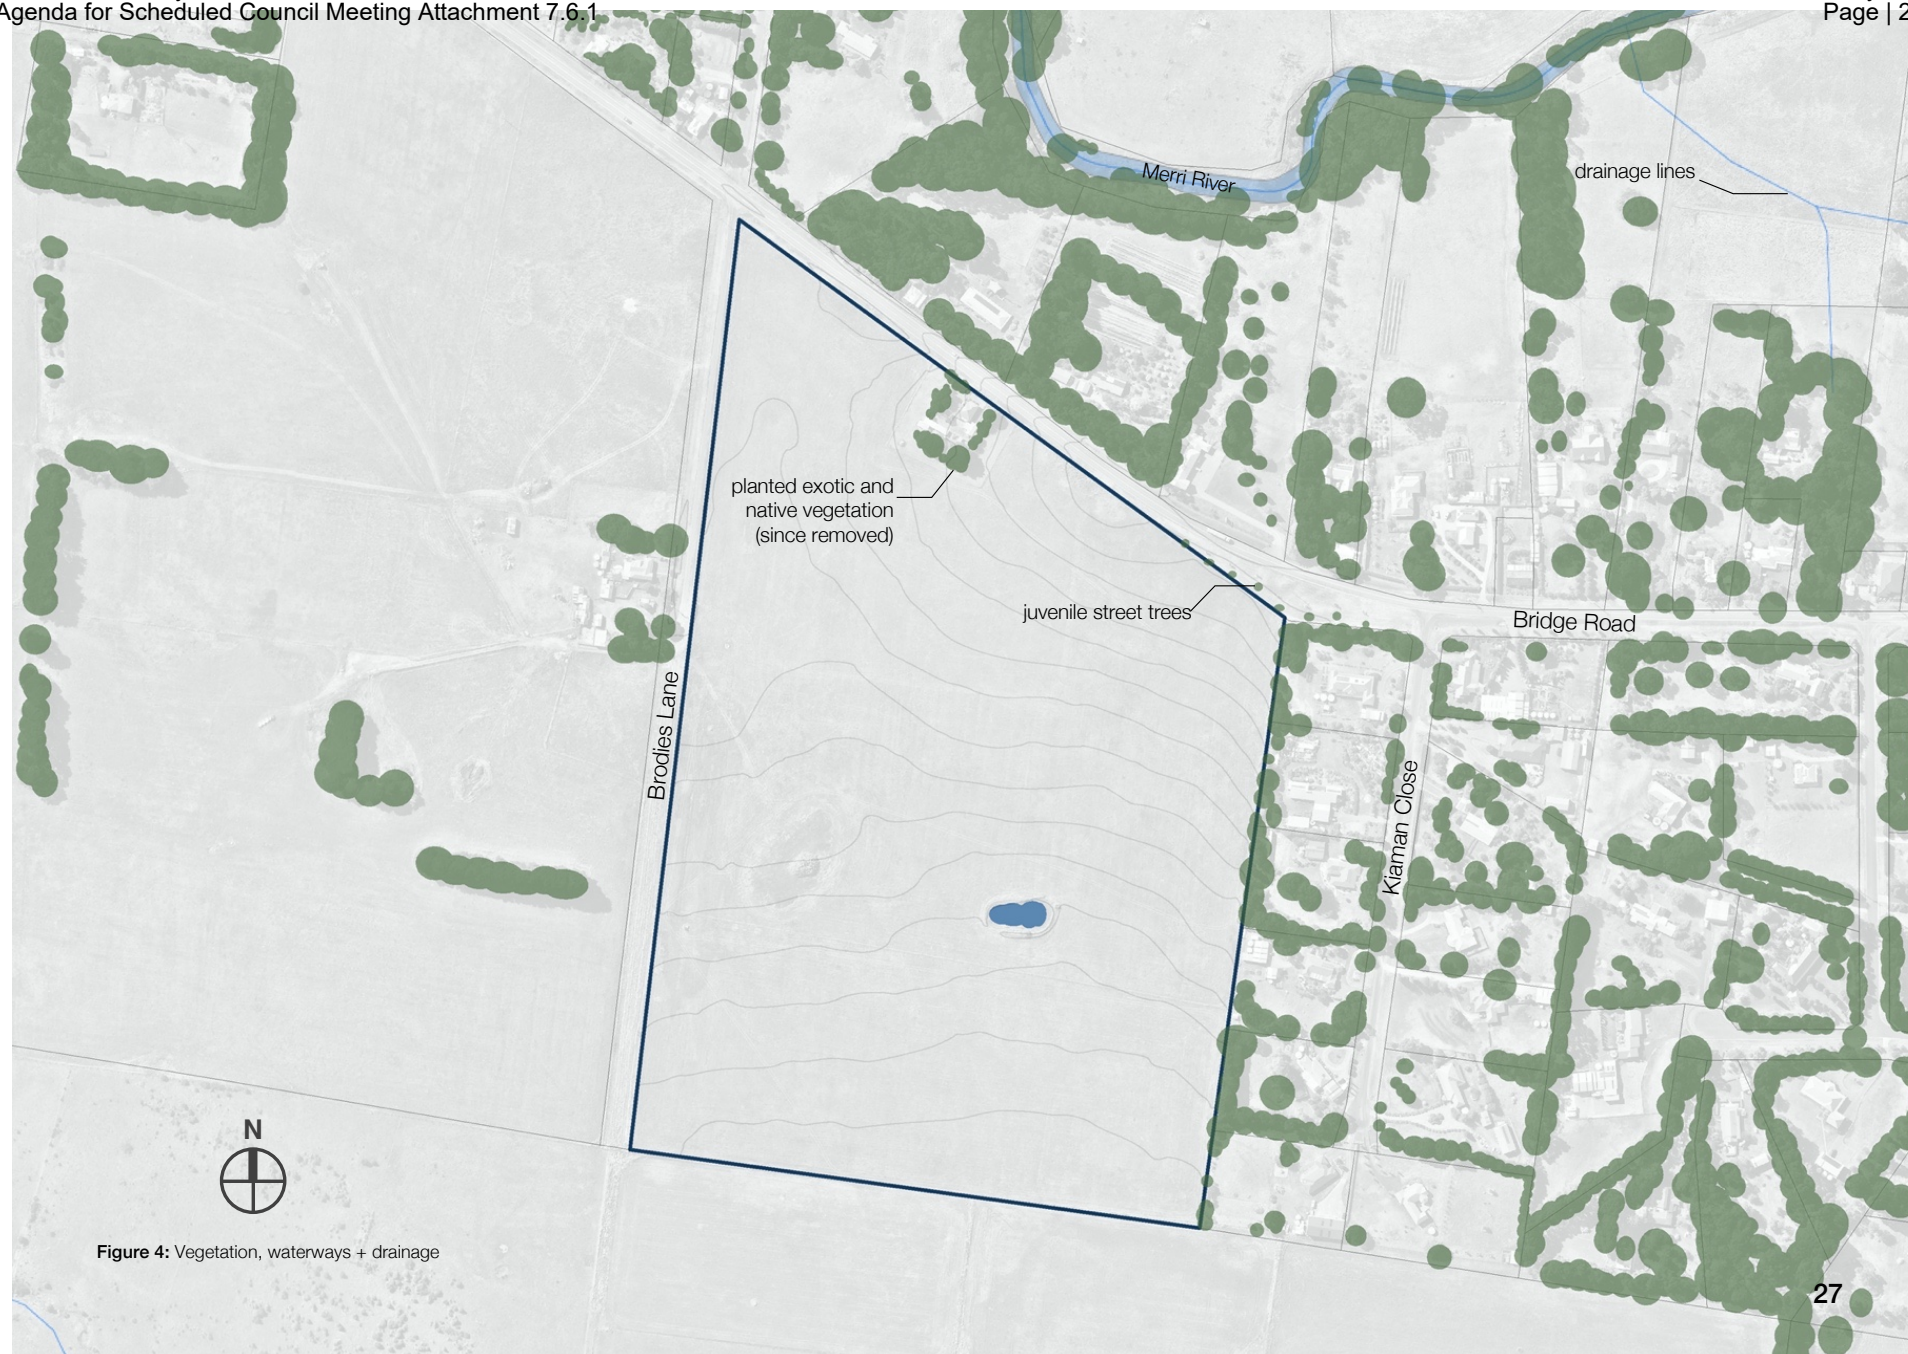 Agenda for Scheduled Council Meeting Attachment 7.6.1
Page | 2
Merri River
drainage lines
planted exotic and
native vegetation
(since removed)
juvenile street trees
Bridge Road
Brodies Lane
Kiaman Close
N
Figure 4: Vegetation, waterways + drainage
27